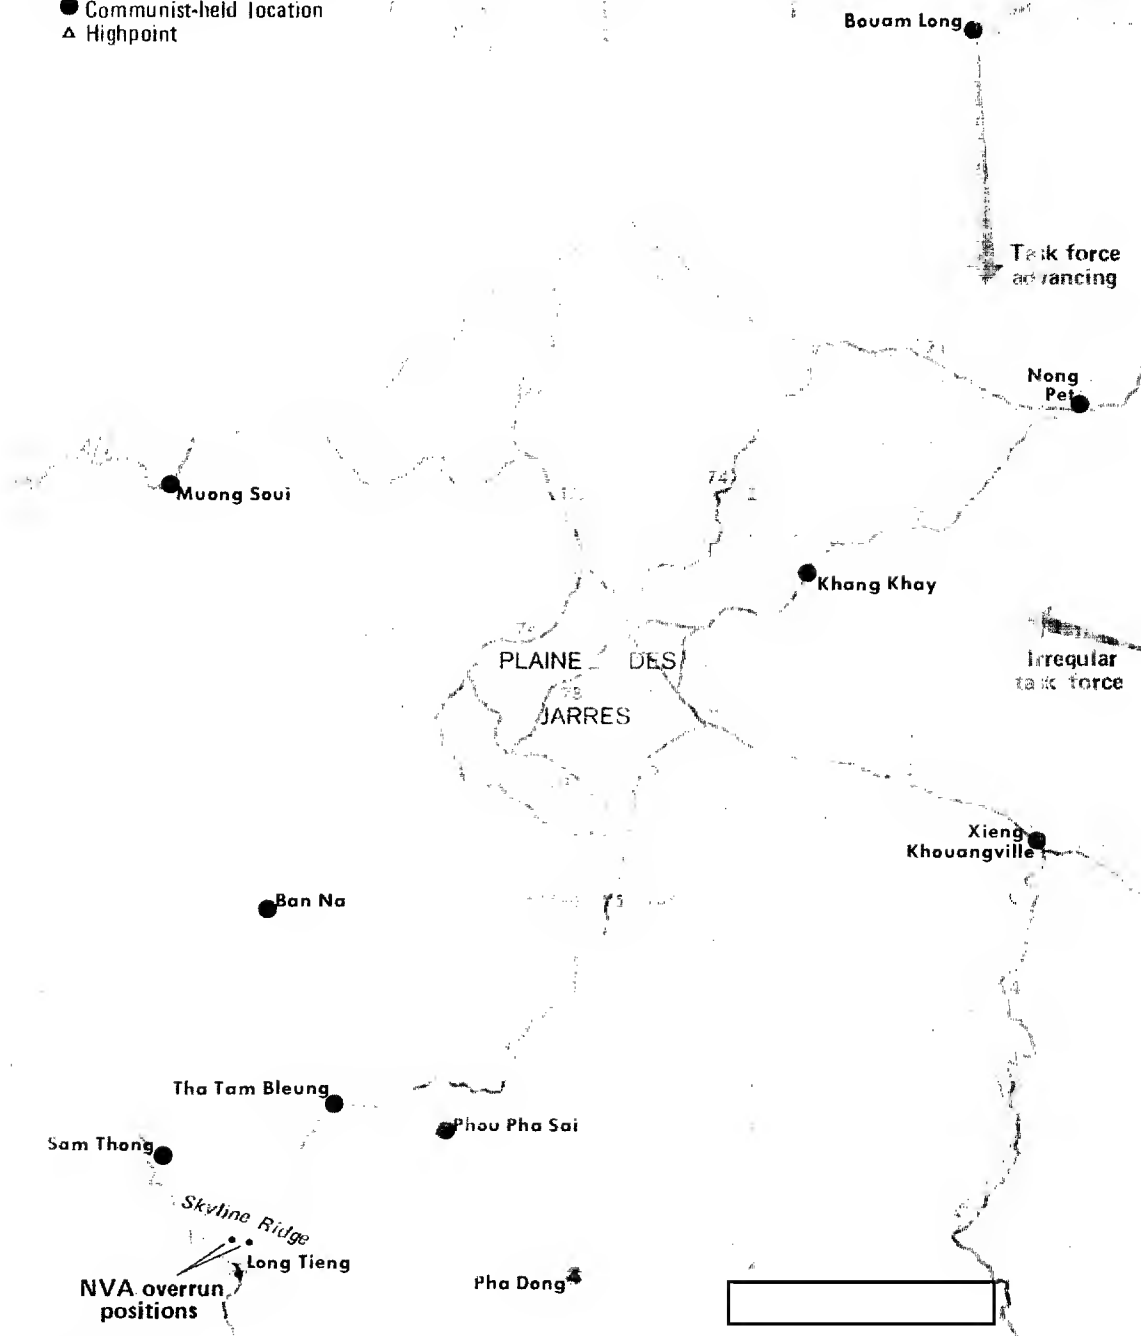 Communist-held location
Highpoint
Bouam Long
Task force
advancing
Nong
Pet
Muong Soui
74
Khang Khay
PLAINE DES
JARRES
Irregular
task force
Xieng
Khouangville
Ban Na
Tha Tam Bleung
Phou Pha Sai
Sam Thong
Skyline Ridge
Long Tieng
NVA overrun
positions
Pha Dong